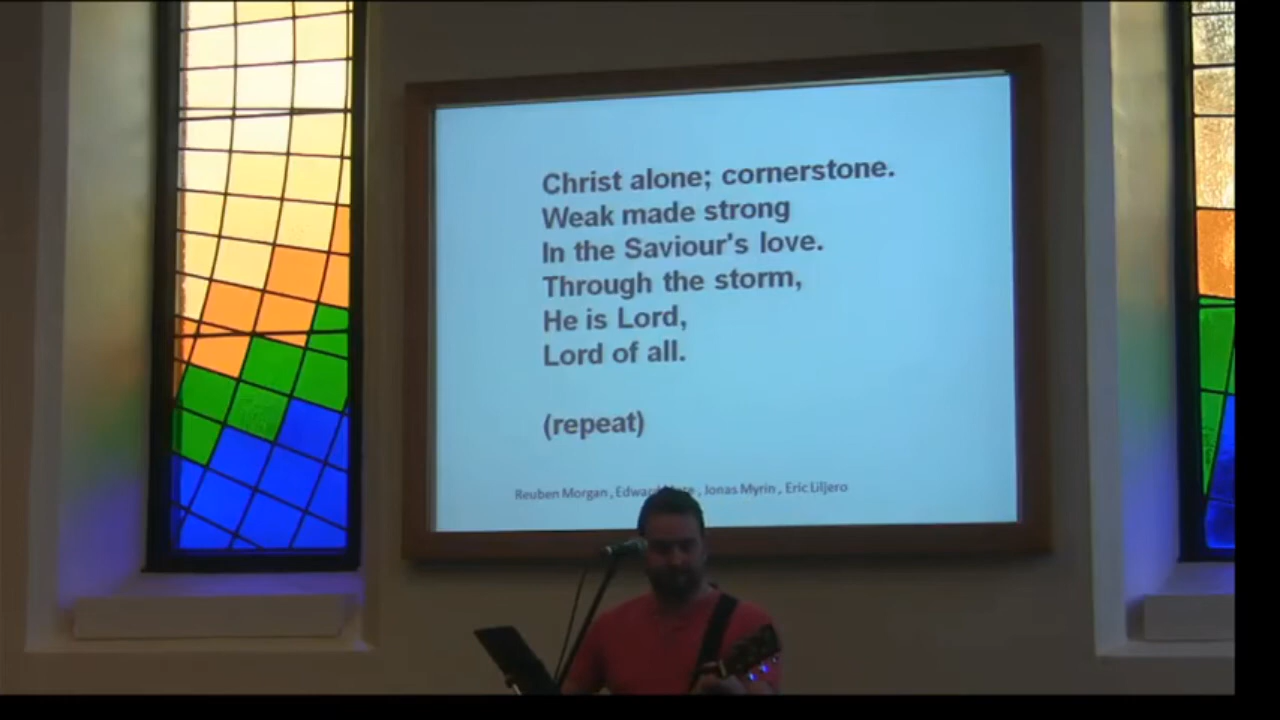 Christ alone; cornerstone.
Weak made strong
In the Saviour's love.
Through the storm,
He is Lord,
Lord of all.
(repeat)
Reuben Morgan , Edward , Jonas Myrin , Eric Liljero